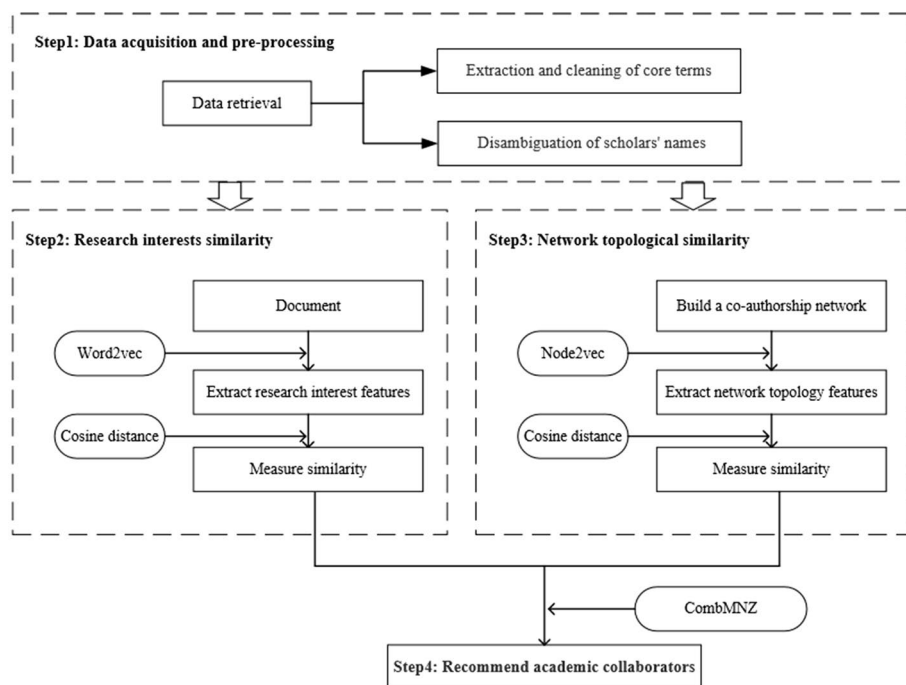 Step1: Data acquisition and pre-processing
Extraction and cleaning of core terms
Data retrieval
Disambiguation of scholars' names
Step2: Research interests similarity
Document
Word2vec
Extract research interest features
Cosine distance
Measure similarity
Step3: Network topological similarity
Build a co-authorship network
Node2vec
Extract network topology features
Cosine distance
Measure similarity
CombMNZ
Step4: Recommend academic collaborators